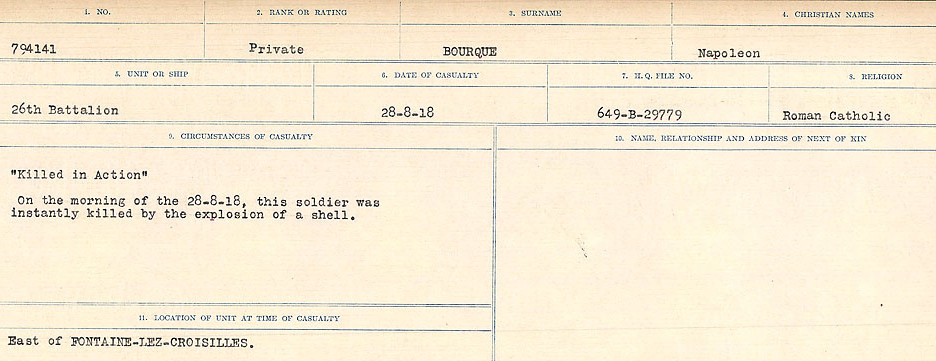 1. NO.
2. RANK OR RATING
3. SURNAME
4. CHRISTIAN NAMES
794141
Private
BOURQUE
Napoleon
5. UNIT OR SHIP
6. DATE OF CASUALTY
7. H.Q. FILE NO.
8. RELIGION
26th Battalion
28-8-18
649-B-29779
Roman Catholic
9. CIRCUMSTANCES OF CASUALTY
"Killed in Action"
On the morning of the 28-8-18, this soldier was
instantly killed by the explosion of a shell.
10. NAME, RELATIONSHIP AND ADDRESS OF NEXT OF KIN
11. LOCATION OF UNIT AT TIME OF CASUALTY
East of FONTAINE-LEZ-CROISILLES.